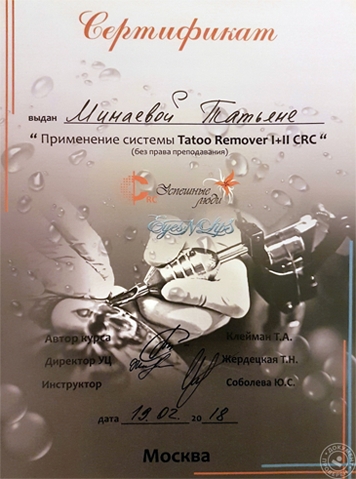 Сертификат
выдан Минаевой Татьяне
“ Применение системы Tatoo Remover I+II CRC “
(без права преподавания)
Успешные люди
EyesNLips
Автор курса Клейман Т.А.
Директор УЦ Жердецкая Т.Н.
Инструктор Соболева Ю.С.
дата 19.02. 2018
Москва